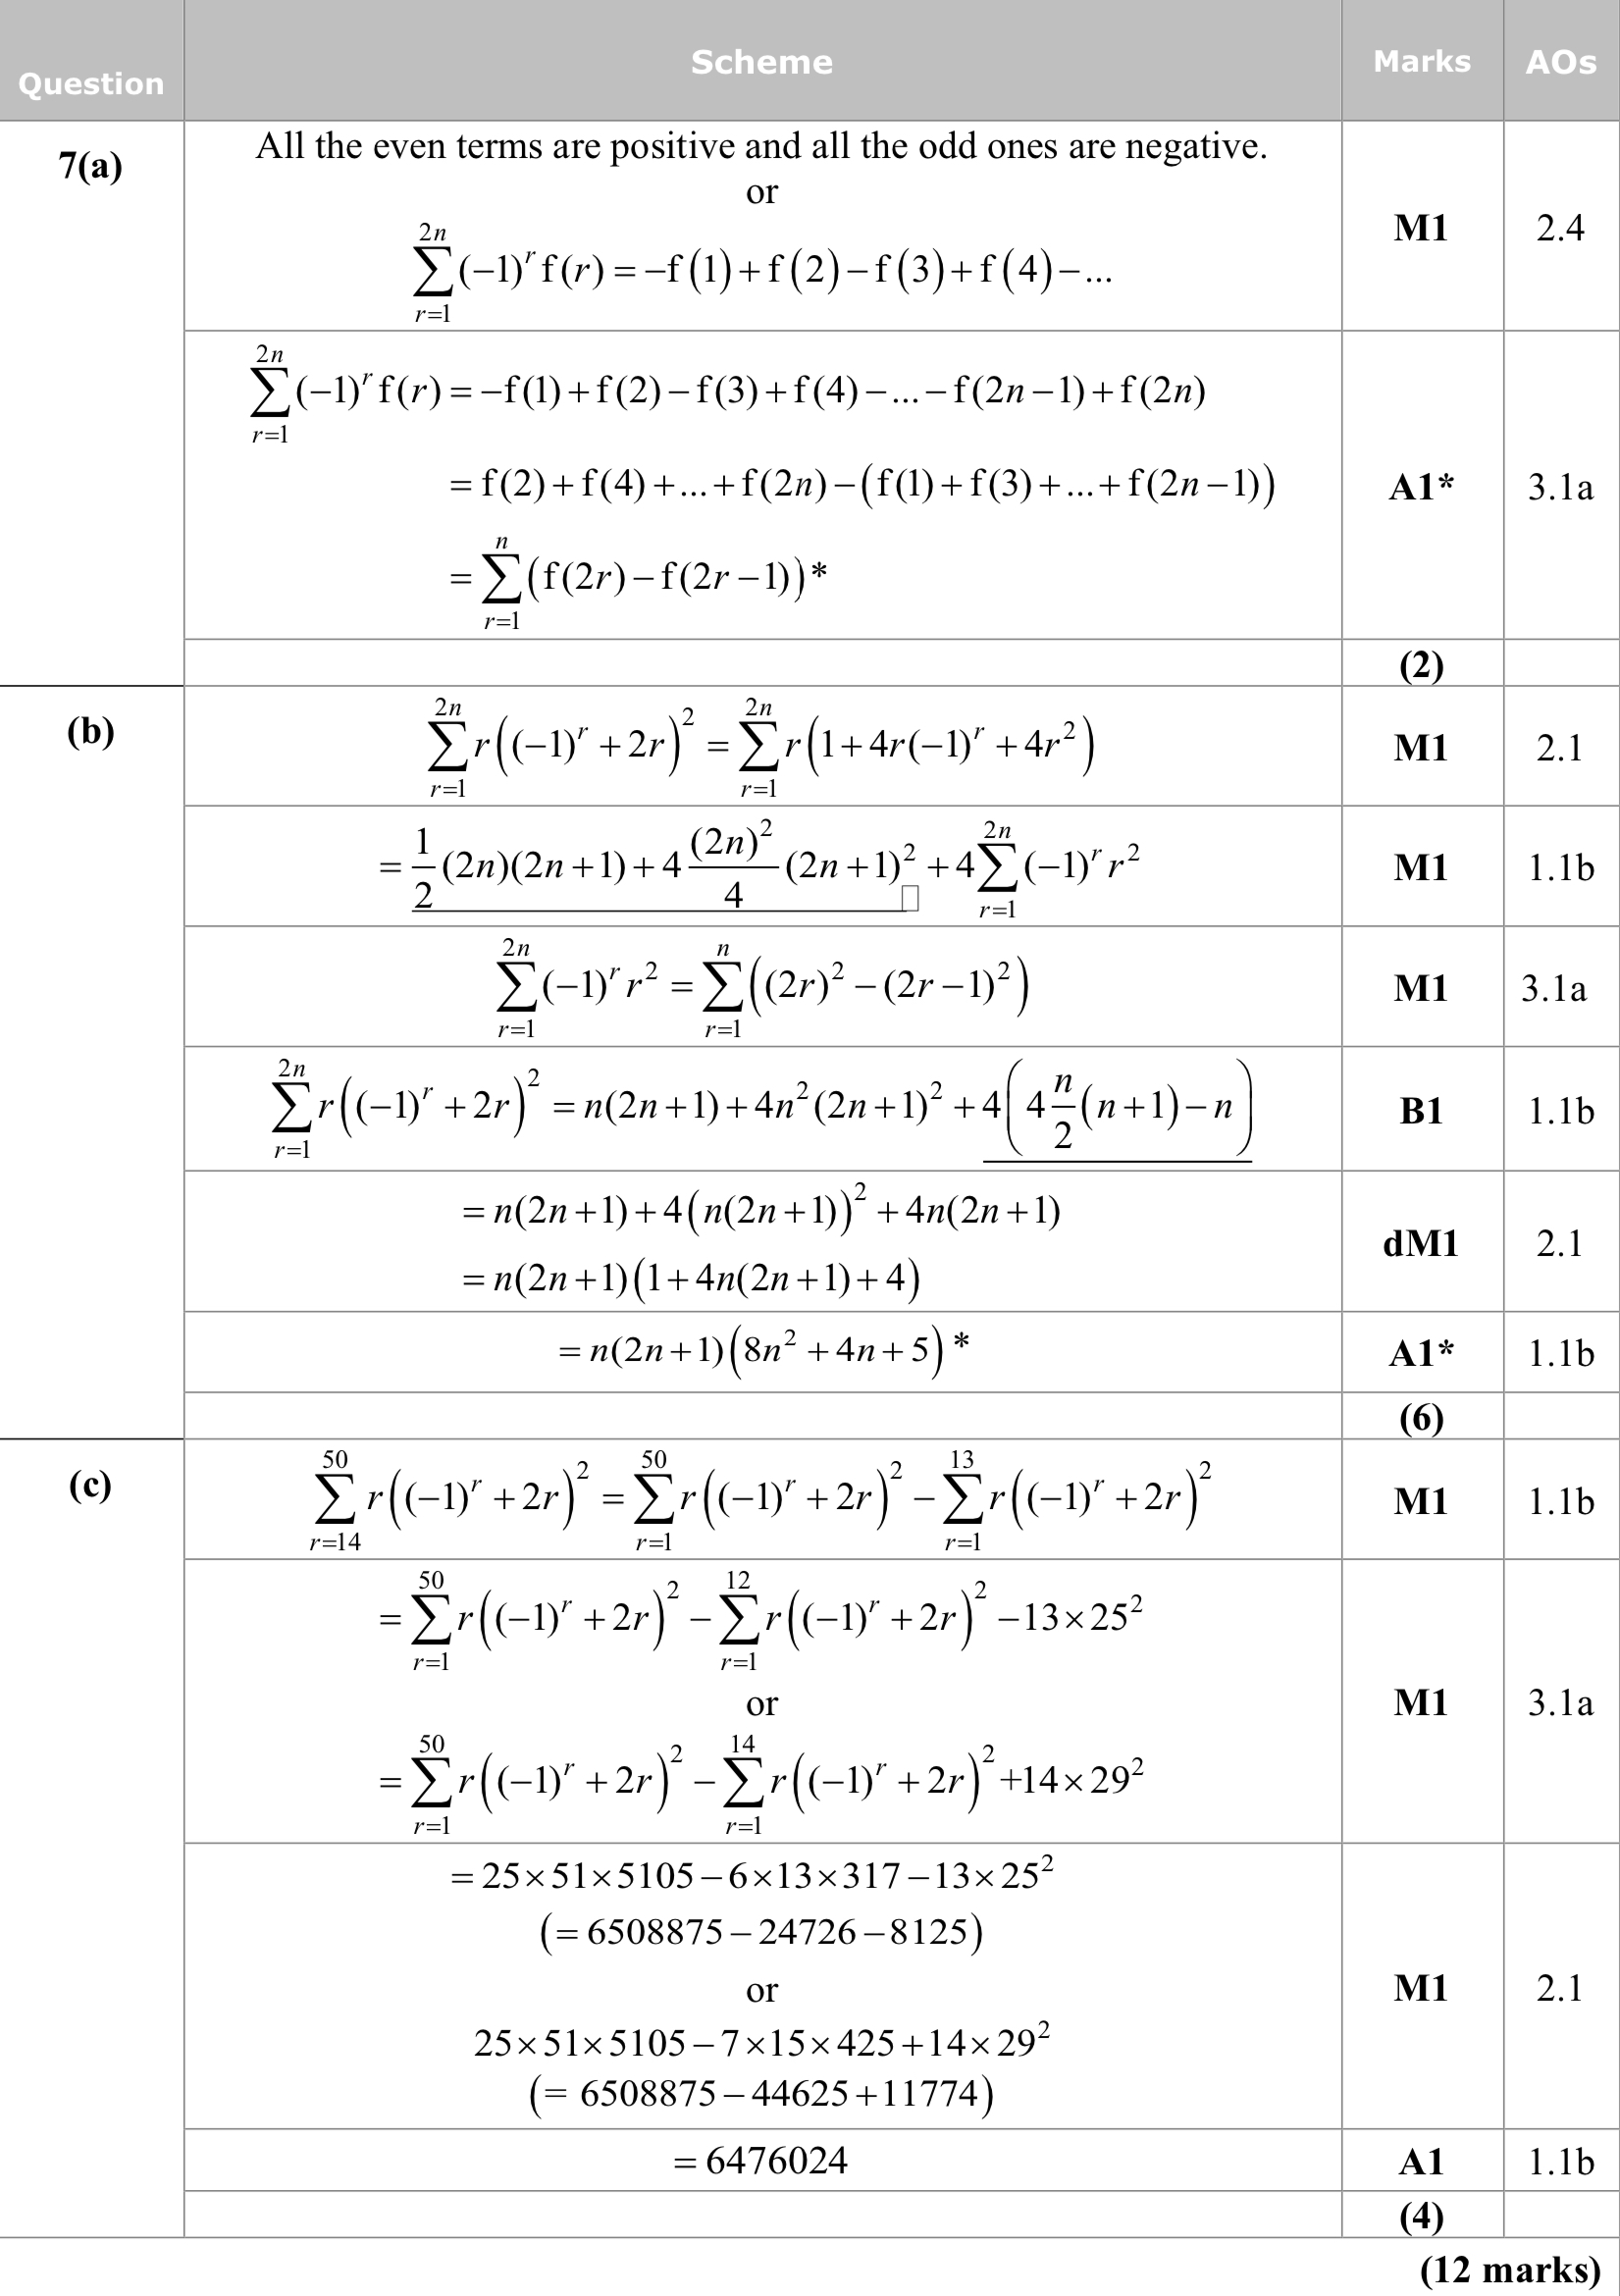 Question Scheme Marks AOs
7(a) All the even terms are positive and all the odd ones are negative.
or
$\sum_{r=1}^{2n}(-1)^r f(r) = -f(1)+f(2)-f(3)+f(4)-...$ M1 2.4
$\sum_{r=1}^{2n}(-1)^r f(r) = -f(1)+f(2)-f(3)+f(4)-...-f(2n-1)+f(2n)$
$= f(2)+f(4)+...+f(2n)-(f(1)+f(3)+...+f(2n-1))$ A1* 3.1a
$= \sum_{r=1}^{n}(f(2r)-f(2r-1))$*
(2)
(b) $\sum_{r=1}^{2n} r((-1)^r+2r)^2 = \sum_{r=1}^{2n} r(1+4r(-1)^r+4r^2)$ M1 2.1
$= \underline{\frac{1}{2}(2n)(2n+1)+4\frac{(2n)^2}{4}(2n+1)^2}+4\sum_{r=1}^{2n}(-1)^r r^2$ M1 1.1b
$\sum_{r=1}^{2n}(-1)^r r^2 = \sum_{r=1}^{n}((2r)^2-(2r-1)^2)$ M1 3.1a
$\sum_{r=1}^{2n} r((-1)^r+2r)^2 = n(2n+1)+4n^2(2n+1)^2+\underline{4\left(4\frac{n}{2}(n+1)-n\right)}$ B1 1.1b
$= n(2n+1)+4(n(2n+1))^2+4n(2n+1)$
$= n(2n+1)(1+4n(2n+1)+4)$ dM1 2.1
$= n(2n+1)(8n^2+4n+5)$* A1* 1.1b
(6)
(c) $\sum_{r=14}^{50} r((-1)^r+2r)^2 = \sum_{r=1}^{50} r((-1)^r+2r)^2-\sum_{r=1}^{13} r((-1)^r+2r)^2$ M1 1.1b
$= \sum_{r=1}^{50} r((-1)^r+2r)^2-\sum_{r=1}^{12} r((-1)^r+2r)^2-13\times25^2$
or M1 3.1a
$= \sum_{r=1}^{50} r((-1)^r+2r)^2-\sum_{r=1}^{14} r((-1)^r+2r)^2+14\times29^2$
$= 25\times51\times5105-6\times13\times317-13\times25^2$
$(= 6508875-24726-8125)$
or M1 2.1
$25\times51\times5105-7\times15\times425+14\times29^2$
$(= 6508875-44625+11774)$
$= 6476024$ A1 1.1b
(4)
(12 marks)